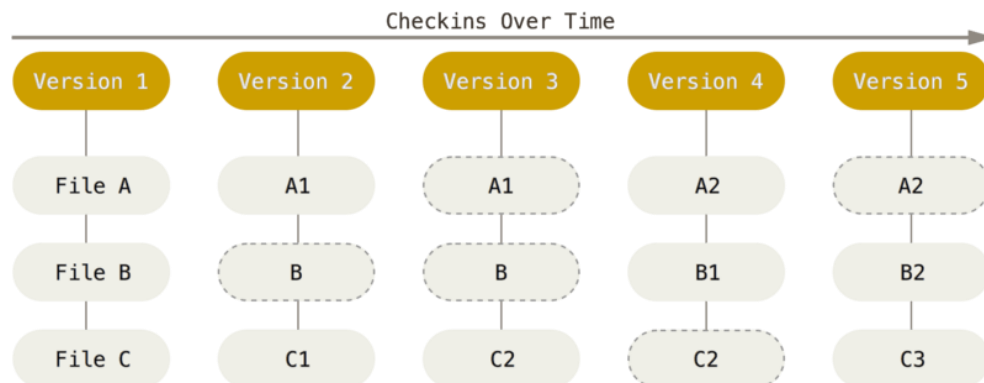 Checkins Over Time
Version 1 Version 2 Version 3 Version 4 Version 5
File A A1 A1 A2 A2
File B B B B1 B2
File C C1 C2 C2 C3